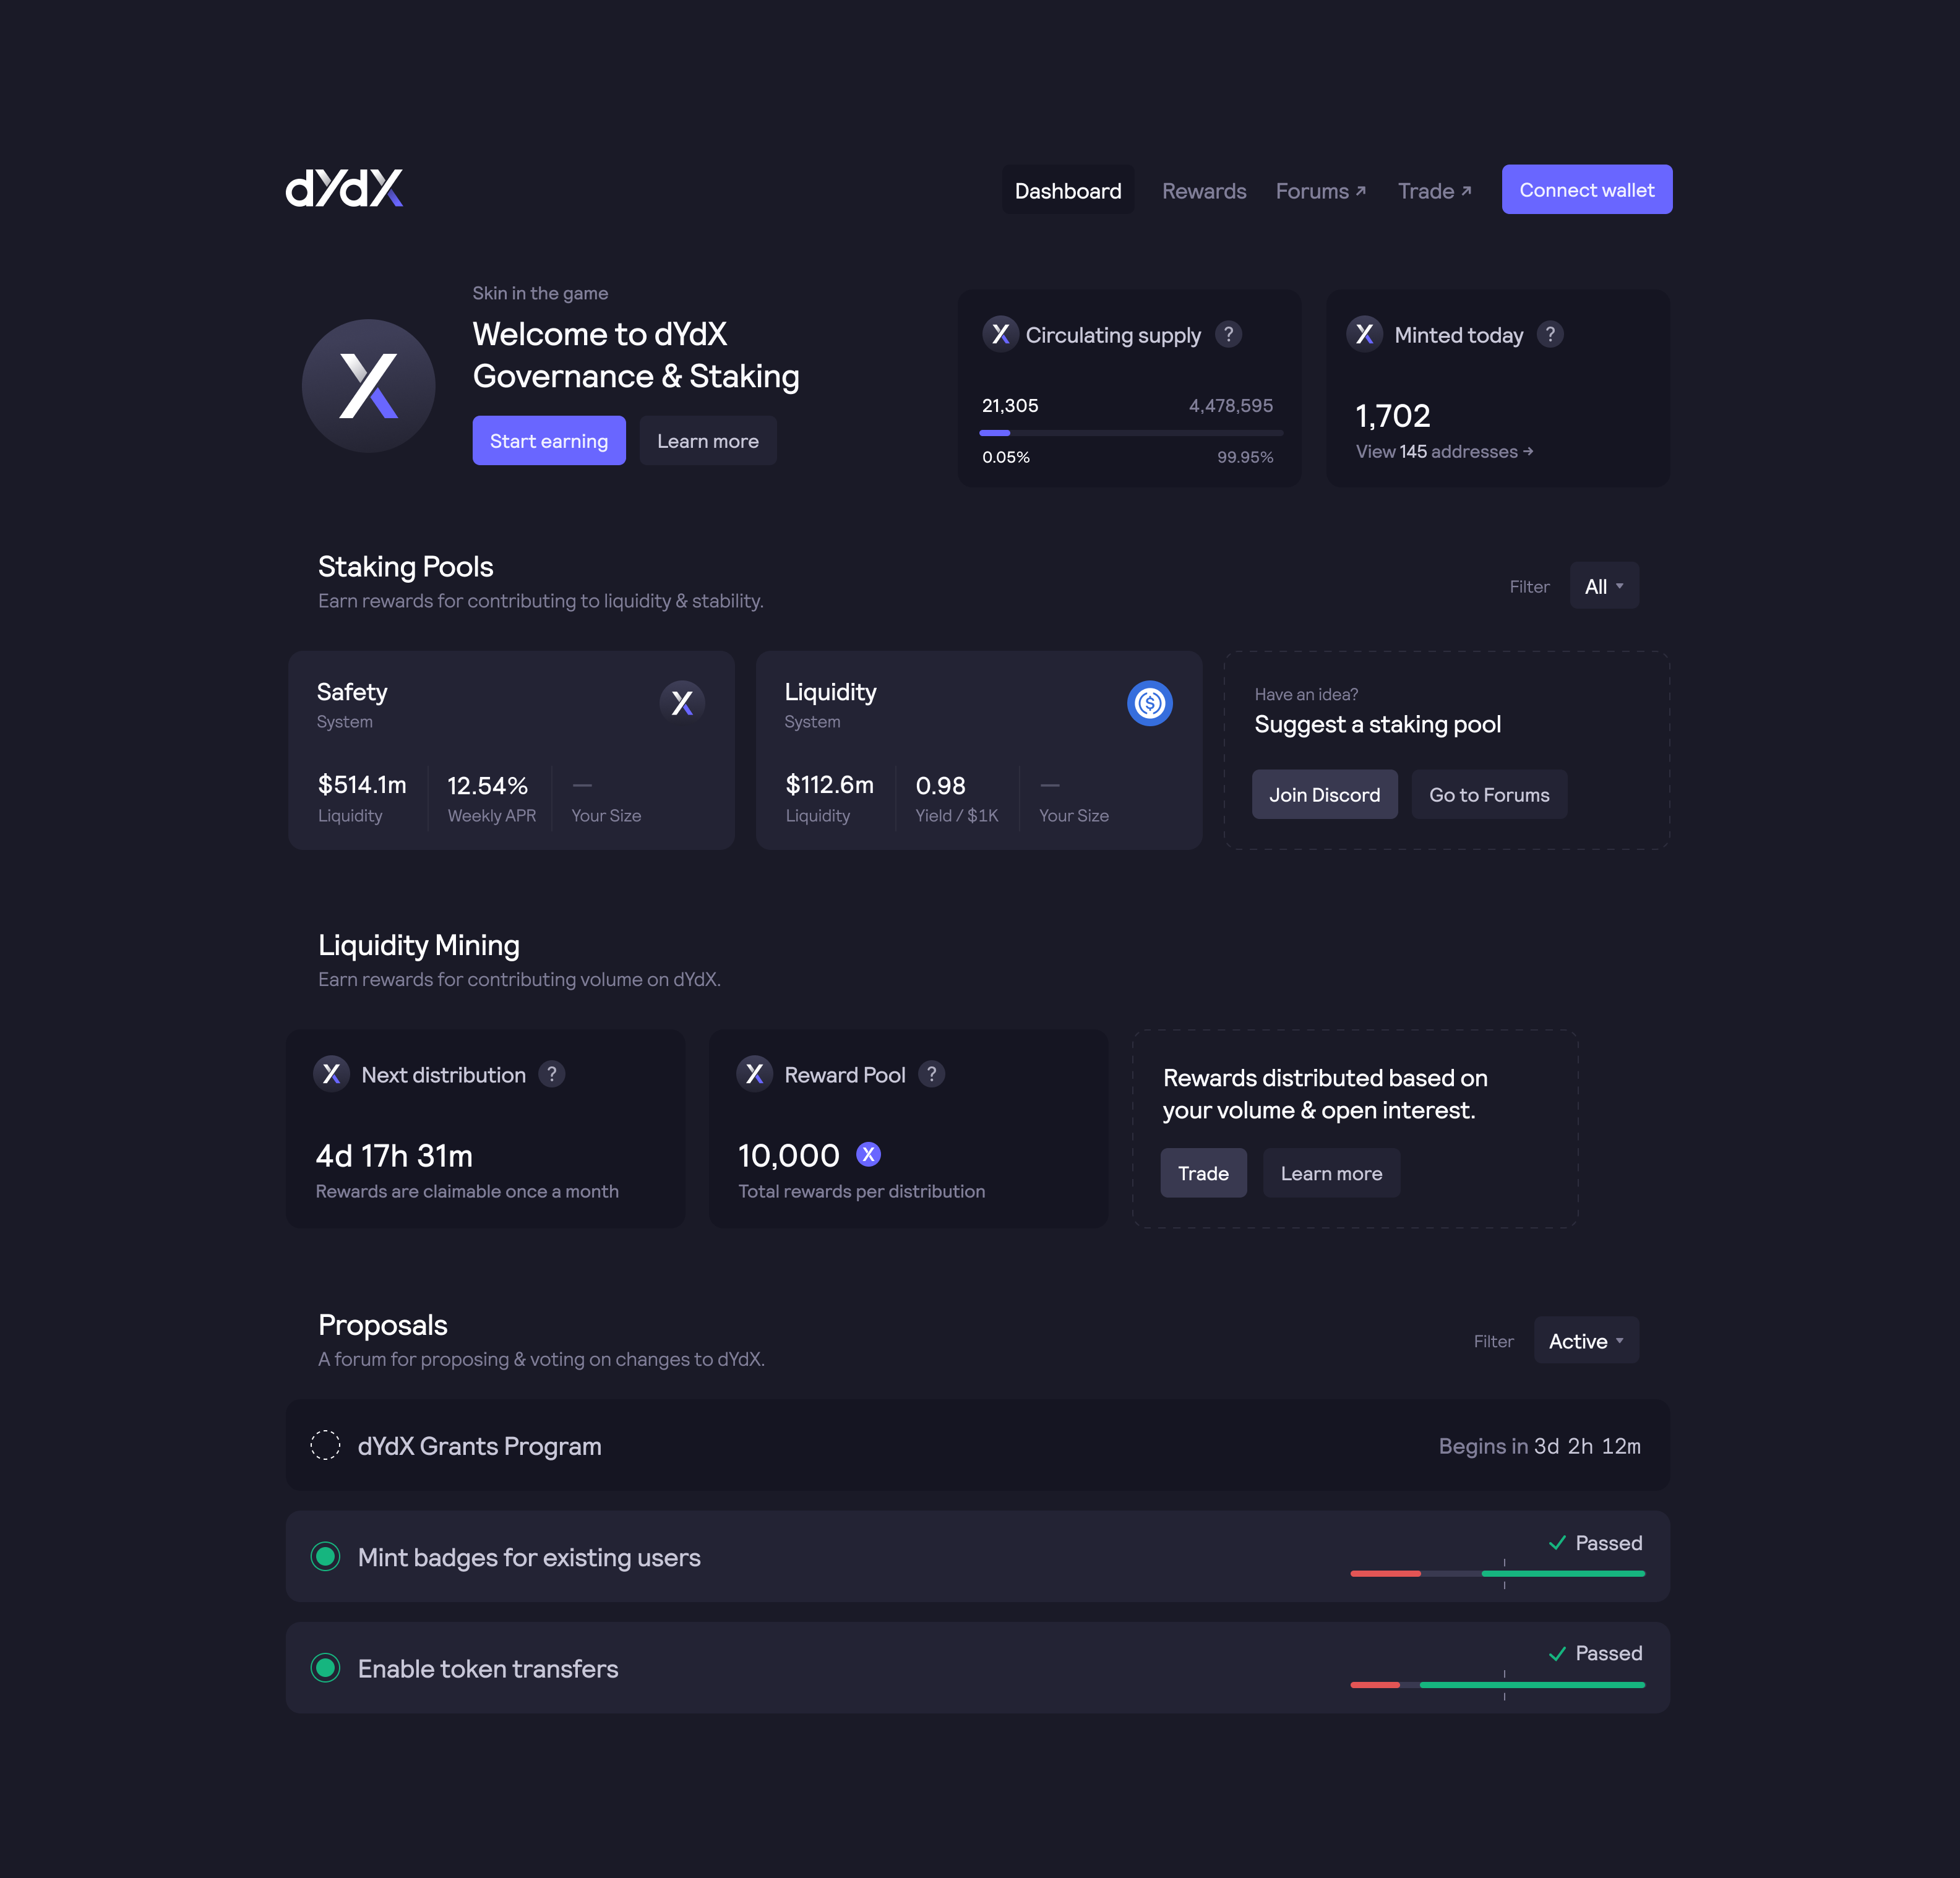 dYdX
Dashboard
Rewards
Forums ↗
Trade ↗
Connect wallet
Skin in the game
Welcome to dYdX
Governance & Staking
Start earning
Learn more
Circulating supply ?
21,305 4,478,595
0.05% 99.95%
Minted today ?
1,702
View 145 addresses →
Staking Pools
Earn rewards for contributing to liquidity & stability.
Filter All
Safety
System
$514.1m 12.54% —
Liquidity Weekly APR Your Size
Liquidity
System
$112.6m 0.98 —
Liquidity Yield / $1K Your Size
Have an idea?
Suggest a staking pool
Join Discord
Go to Forums
Liquidity Mining
Earn rewards for contributing volume on dYdX.
Next distribution ?
4d 17h 31m
Rewards are claimable once a month
Reward Pool ?
10,000
Total rewards per distribution
Rewards distributed based on
your volume & open interest.
Trade
Learn more
Proposals
A forum for proposing & voting on changes to dYdX.
Filter Active
dYdX Grants Program
Begins in 3d 2h 12m
Mint badges for existing users
Passed
Enable token transfers
Passed